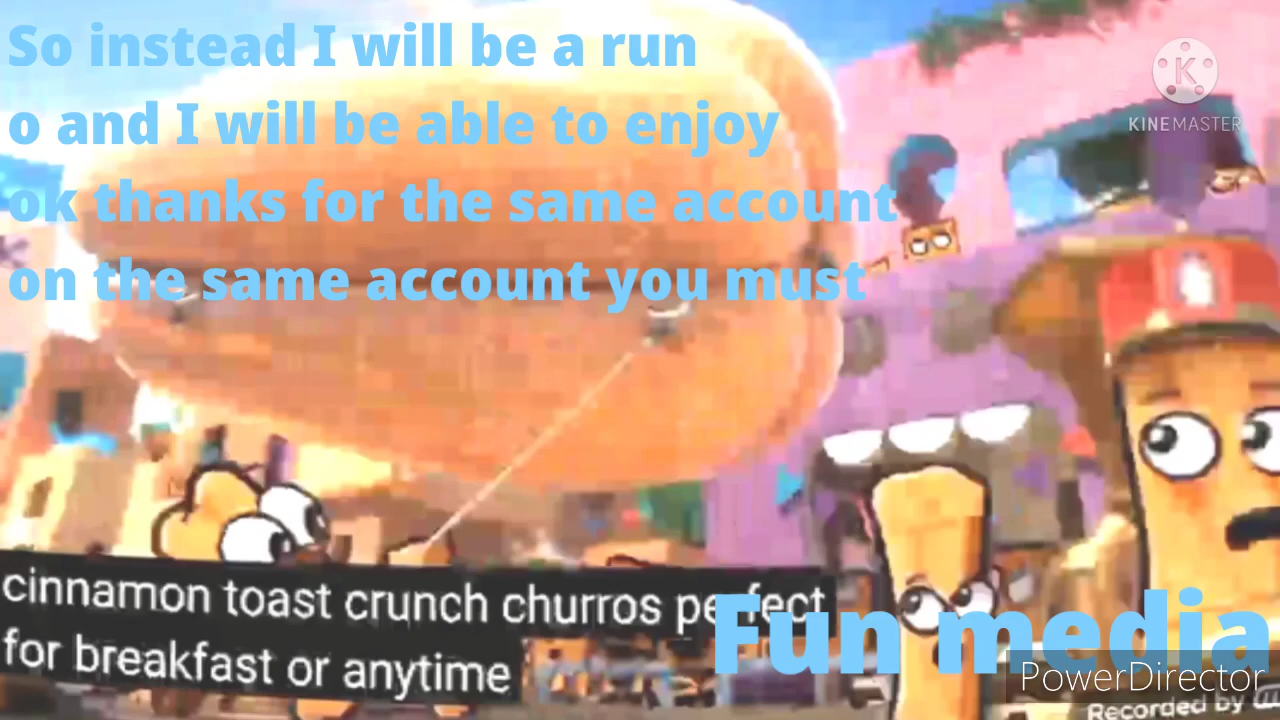 So instead I will be a run
o and I will be able to enjoy
ok thanks for the same account
on the same account you must
KINEMASTER
cinnamon toast crunch churros perfect
for breakfast or anytime
Fun media
PowerDirector
Recorded by